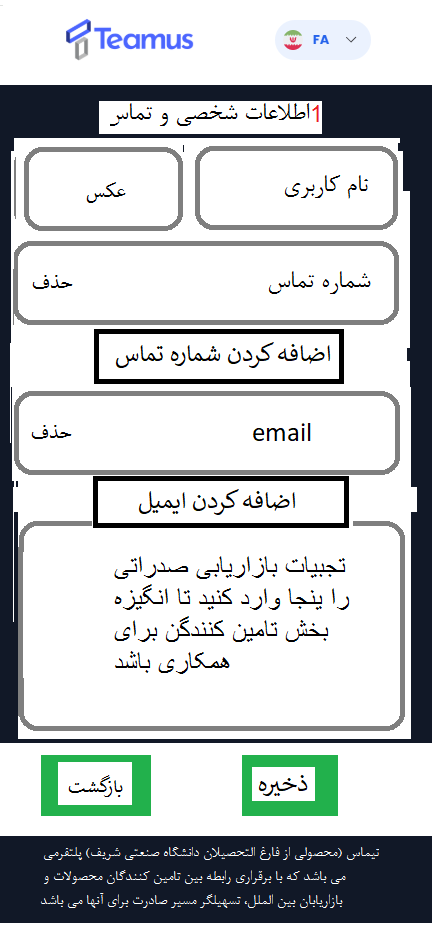 Teamus
FA
1اطلاعات شخصی و تماس
نام کاربری
عکس
شماره تماس
حذف
اضافه کردن شماره تماس
email
حذف
اضافه کردن ایمیل
تجبیات بازاریابی صدراتی
را ینجا وارد کنید تا انگیزه
بخش تامین کنندگن برای
همکاری باشد
ذخیره
بازگشت
تیماس (محصولی از فارغ التحصیلان دانشگاه صنعتی شریف) پلتفرمی
می باشد که با برقراری رابطه بین تامین کنندگان محصولات و
بازاریابان بین الملل، تسهیلگر مسیر صادرت برای آنها می باشد